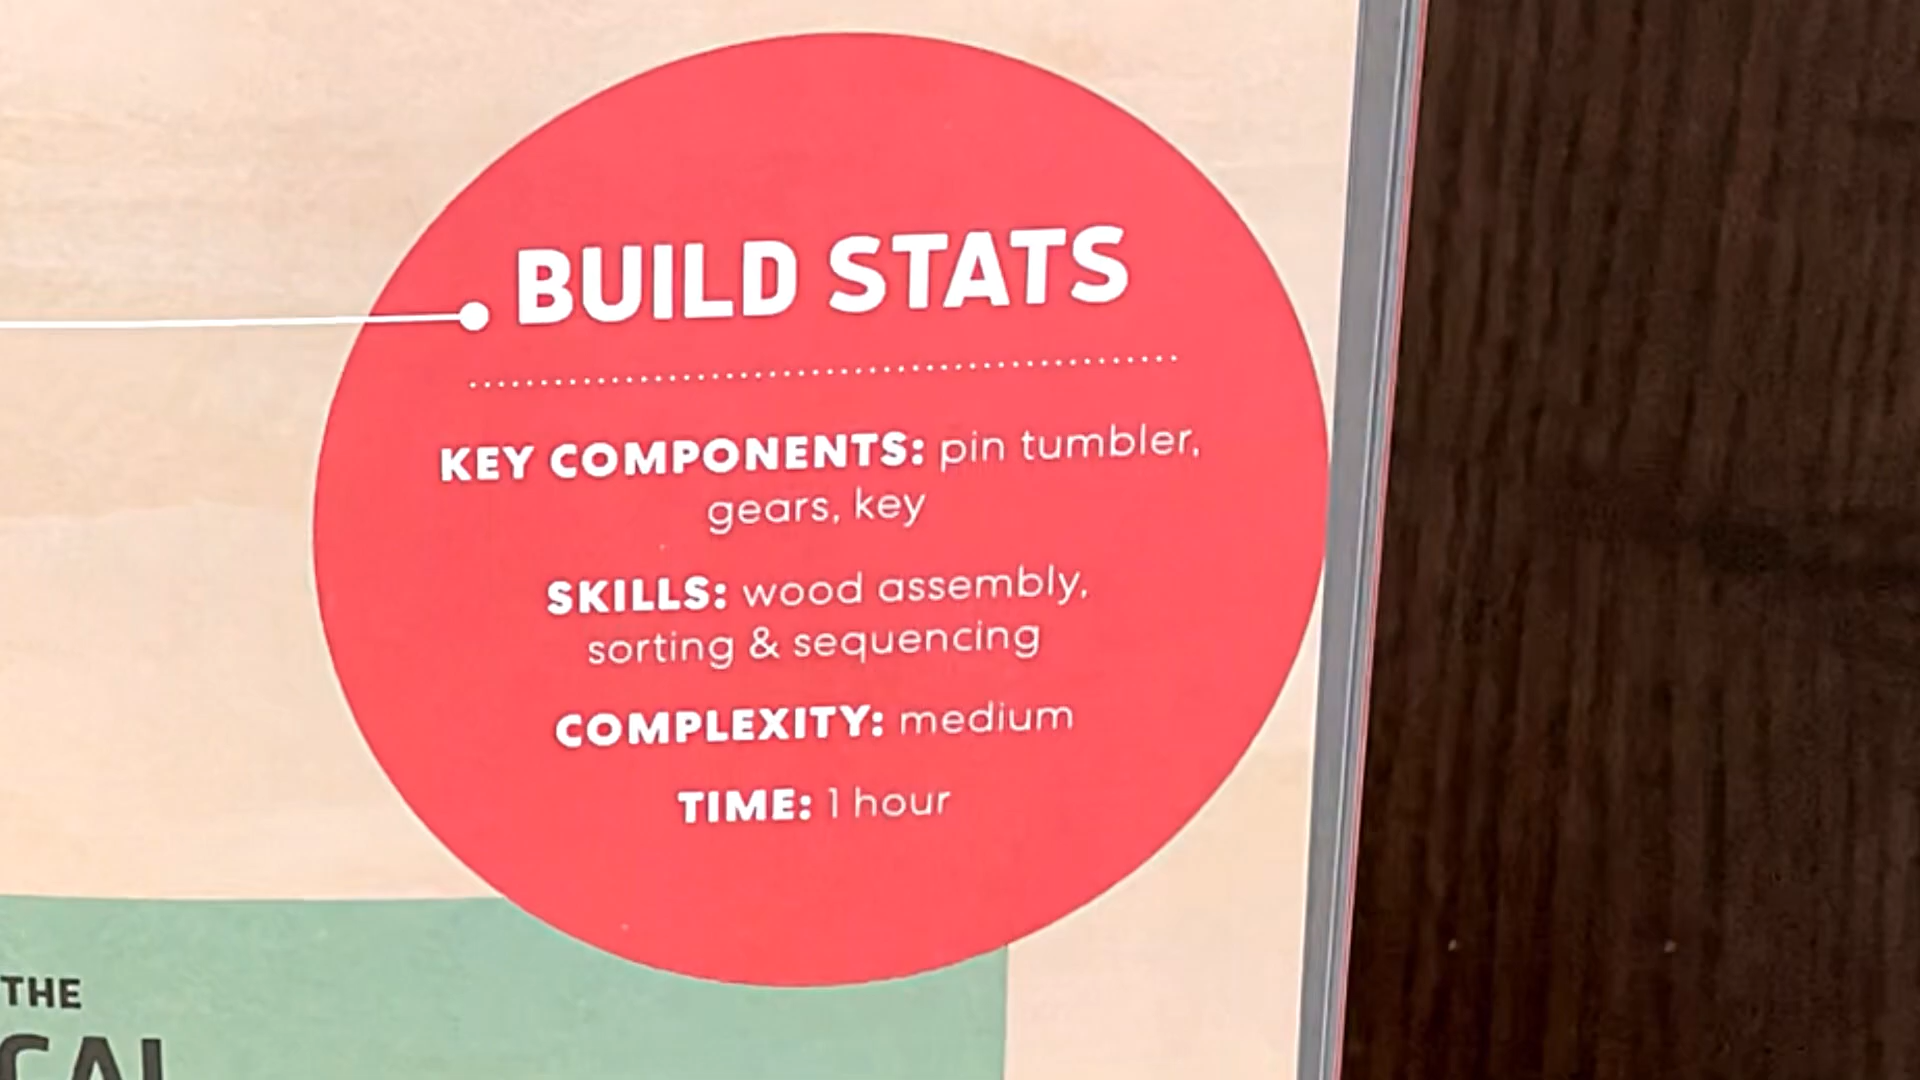 BUILD STATS
KEY COMPONENTS: pin tumbler,
gears, key
SKILLS: wood assembly,
sorting & sequencing
COMPLEXITY: medium
TIME: 1 hour
THE